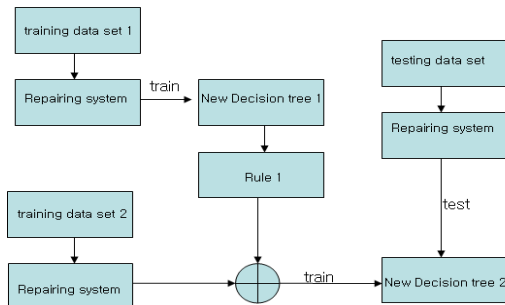 training data set 1
Repairing system
train
New Decision tree 1
Rule 1
training data set 2
Repairing system
train
testing data set
Repairing system
test
New Decision tree 2